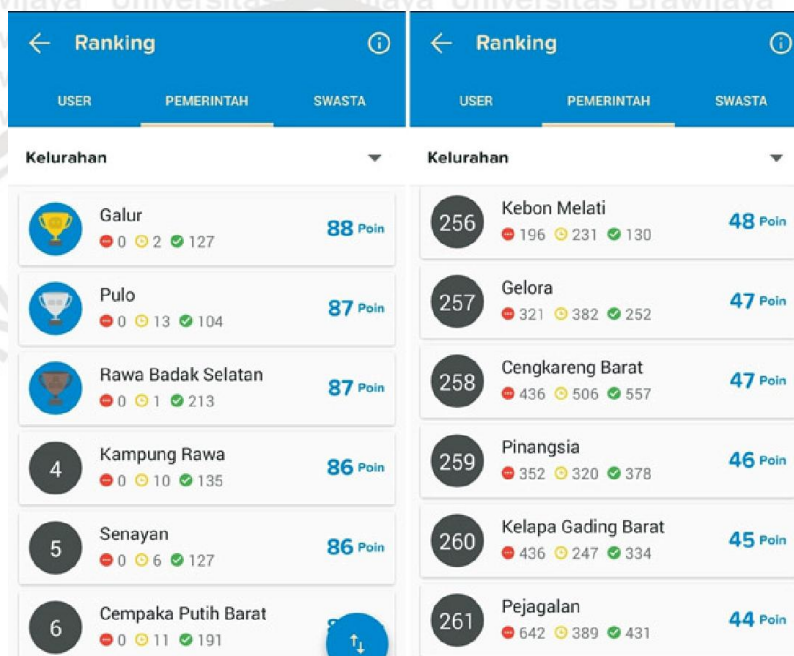 Ranking
USER PEMERINTAH SWASTA
Kelurahan
Galur
0 2 127
88 Poin
Pulo
0 13 104
87 Poin
Rawa Badak Selatan
0 1 213
87 Poin
4
Kampung Rawa
0 10 135
86 Poin
5
Senayan
0 6 127
86 Poin
6
Cempaka Putih Barat
0 11 191
Ranking
USER PEMERINTAH SWASTA
Kelurahan
256
Kebon Melati
196 231 130
48 Poin
257
Gelora
321 382 252
47 Poin
258
Cengkareng Barat
436 506 557
47 Poin
259
Pinangsia
352 320 378
46 Poin
260
Kelapa Gading Barat
436 247 334
45 Poin
261
Pejagalan
642 389 431
44 Poin